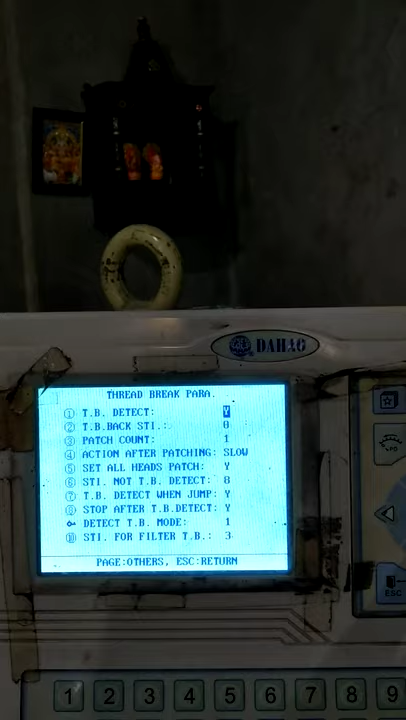 DAHAO
THREAD BREAK PARA.
① T.B. DETECT: Y
② T.B.BACK STI.: 0
③ PATCH COUNT: 1
④ ACTION AFTER PATCHING: SLOW
⑤ SET ALL HEADS PATCH: Y
⑥ STI. NOT T.B. DETECT: 8
⑦ T.B. DETECT WHEN JUMP: Y
⑧ STOP AFTER T.B.DETECT: Y
DETECT T.B. MODE: 1
⑩ STI. FOR FILTER T.B.: 3
PAGE:OTHERS, ESC:RETURN
ESC
1 2 3 4 5 6 7 8 9